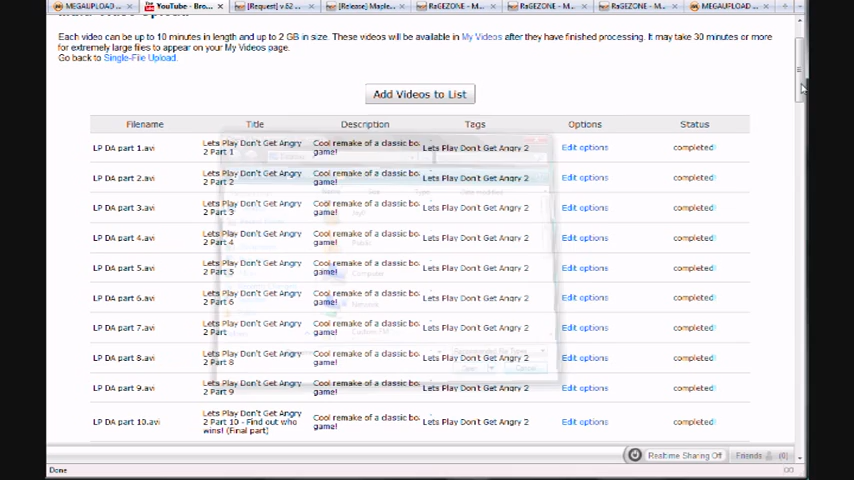 MEGAUPLOAD ...
YouTube - Bro...
[Request] v.62 ...
[Release] Maple...
RaGEZONE - M...
RaGEZONE - M...
RaGEZONE - M...
MEGAUPLOAD ...
Each video can be up to 10 minutes in length and up to 2 GB in size. These videos will be available in My Videos after they have finished processing. It may take 30 minutes or more
for extremely large files to appear on your My Videos page.
Go back to Single-File Upload.
Add Videos to List
Filename Title Description Tags Options Status
LP DA part 1.avi Lets Play Don't Get Angry 2 Part 1 Cool remake of a classic bo game! Lets Play Don't Get Angry 2 Edit options completed!
LP DA part 2.avi Lets Play Don't Get Angry 2 Part 2 Cool remake of a classic bo game! Lets Play Don't Get Angry 2 Edit options completed!
LP DA part 3.avi Lets Play Don't Get Angry 2 Part 3 Cool remake of a classic bo game! Lets Play Don't Get Angry 2 Edit options completed!
LP DA part 4.avi Lets Play Don't Get Angry 2 Part 4 Cool remake of a classic bo game! Lets Play Don't Get Angry 2 Edit options completed!
LP DA part 5.avi Lets Play Don't Get Angry 2 Part 5 Cool remake of a classic bo game! Lets Play Don't Get Angry 2 Edit options completed!
LP DA part 6.avi Lets Play Don't Get Angry 2 Part 6 Cool remake of a classic bo game! Lets Play Don't Get Angry 2 Edit options completed!
LP DA part 7.avi Lets Play Don't Get Angry 2 Part Cool remake of a classic bo game! Lets Play Don't Get Angry 2 Edit options completed!
LP DA part 8.avi Lets Play Don't Get Angry 2 Part 8 Cool remake of a classic bo game! Lets Play Don't Get Angry 2 Edit options completed!
LP DA part 9.avi Lets Play Don't Get Angry 2 Part 9 Cool remake of a classic bo game! Lets Play Don't Get Angry 2 Edit options completed!
LP DA part 10.avi Lets Play Don't Get Angry 2 Part 10 - Find out who wins! (Final part) Cool remake of a classic bo game! Lets Play Don't Get Angry 2 Edit options completed!
Realtime Sharing Off Friends (0)
Done